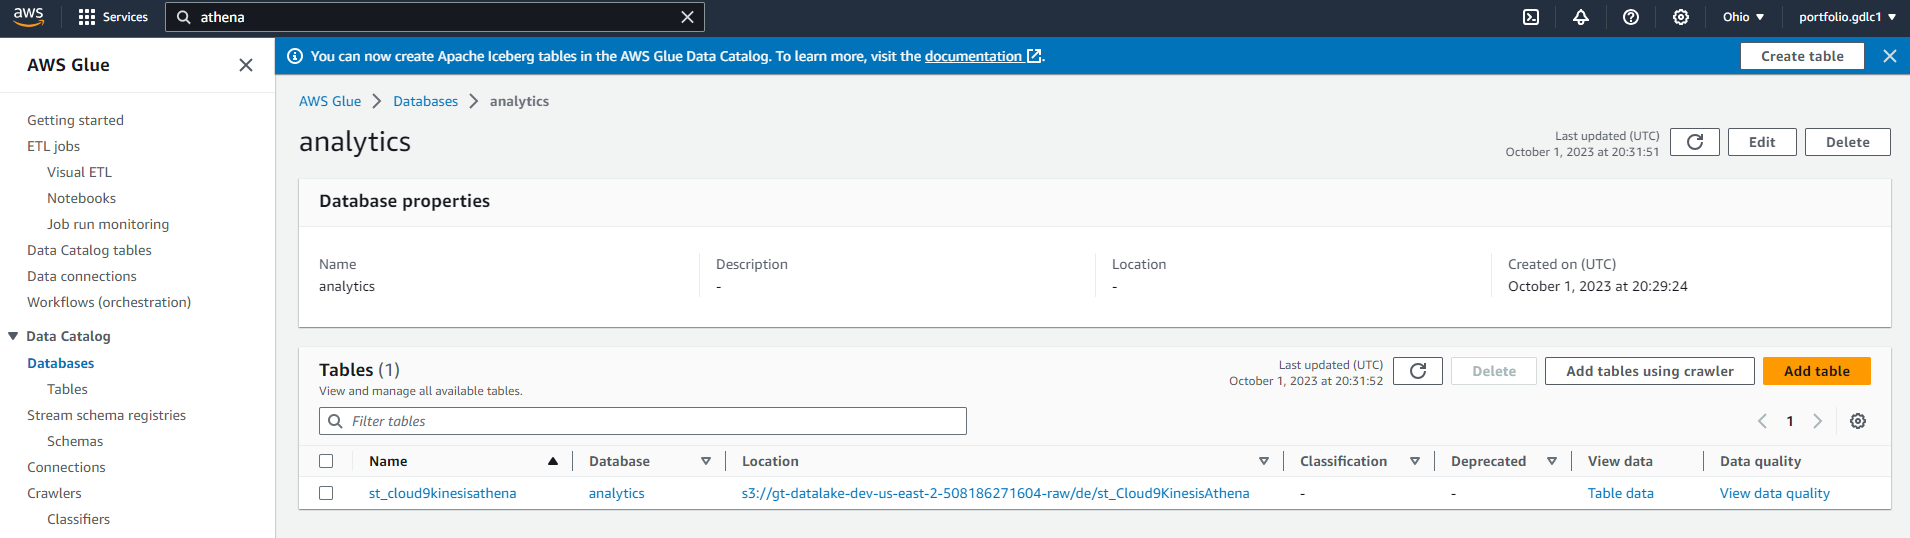 aws
Services
athena
Ohio
portfolio.gdlc1
AWS Glue
You can now create Apache Iceberg tables in the AWS Glue Data Catalog. To learn more, visit the documentation.
Create table
Getting started
ETL jobs
Visual ETL
Notebooks
Job run monitoring
Data Catalog tables
Data connections
Workflows (orchestration)
Data Catalog
Databases
Tables
Stream schema registries
Schemas
Connections
Crawlers
Classifiers
AWS Glue
Databases
analytics
analytics
Last updated (UTC)
October 1, 2023 at 20:31:51
Edit
Delete
Database properties
Name
analytics
Description
-
Location
-
Created on (UTC)
October 1, 2023 at 20:29:24
Tables (1)
View and manage all available tables.
Last updated (UTC)
October 1, 2023 at 20:31:52
Delete
Add tables using crawler
Add table
Filter tables
1
Name Database Location Classification Deprecated View data Data quality
st_cloud9kinesisathena analytics s3://gt-datalake-dev-us-east-2-508186271604-raw/de/st_Cloud9KinesisAthena - - Table data View data quality